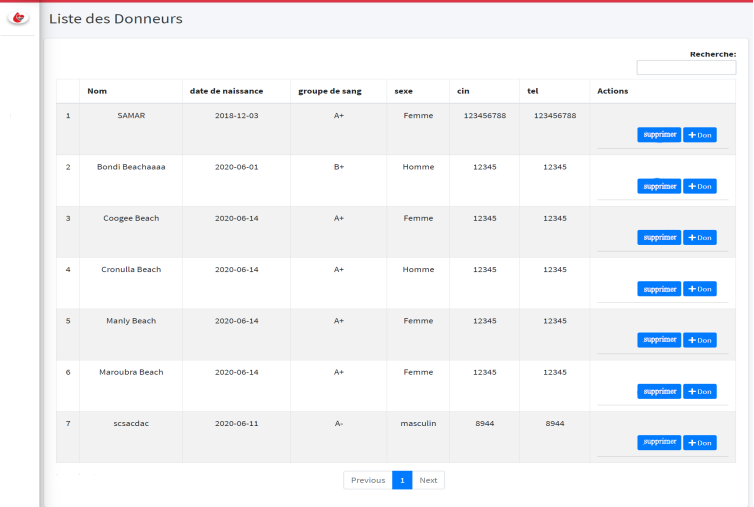 Liste des Donneurs
Recherche:
Nom date de naissance groupe de sang sexe cin tel Actions
1 SAMAR 2018-12-03 A+ Femme 123456788 123456788
supprimer + Don
2 Bondi Beachaaaa 2020-06-01 B+ Homme 12345 12345
supprimer + Don
3 Coogee Beach 2020-06-14 A+ Femme 12345 12345
supprimer + Don
4 Cronulla Beach 2020-06-14 A+ Homme 12345 12345
supprimer + Don
5 Manly Beach 2020-06-14 A+ Femme 12345 12345
supprimer + Don
6 Maroubra Beach 2020-06-14 A+ Femme 12345 12345
supprimer + Don
7 scsacdac 2020-06-11 A- masculin 8944 8944
supprimer + Don
Previous 1 Next